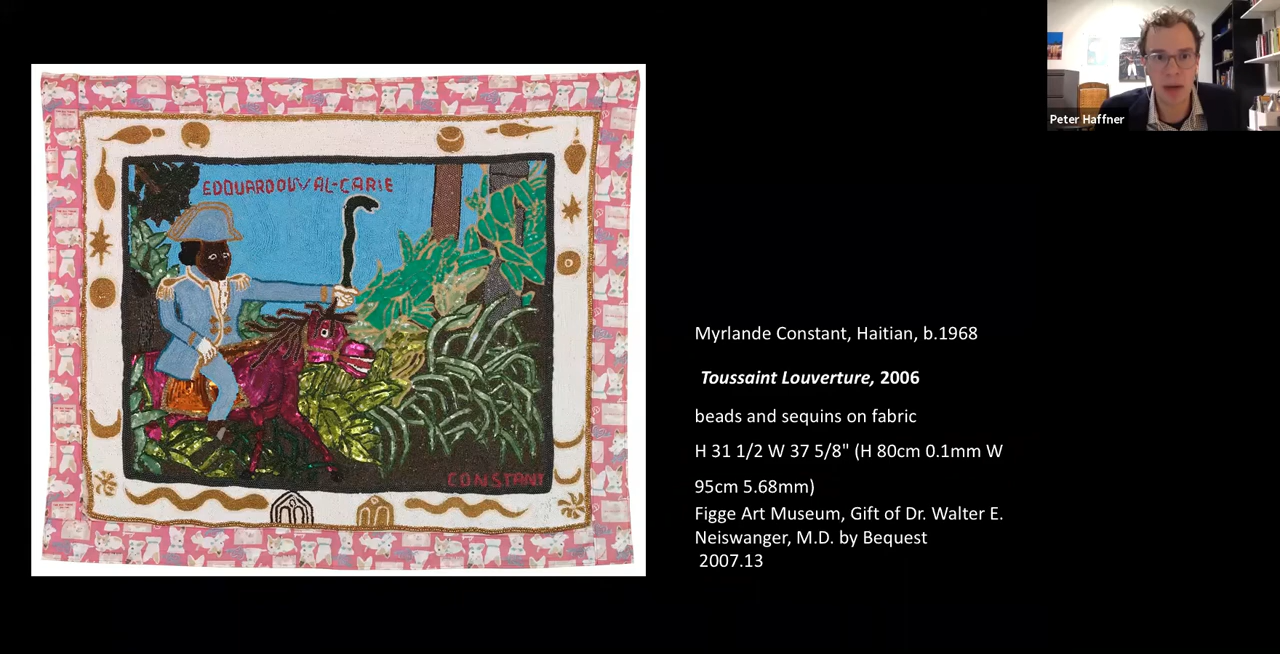 Peter Haffner
EDOUARDDUVAL-CARIE
CONSTANT
Myrlande Constant, Haitian, b.1968
Toussaint Louverture, 2006
beads and sequins on fabric
H 31 1/2 W 37 5/8" (H 80cm 0.1mm W
95cm 5.68mm)
Figge Art Museum, Gift of Dr. Walter E.
Neiswanger, M.D. by Bequest
2007.13